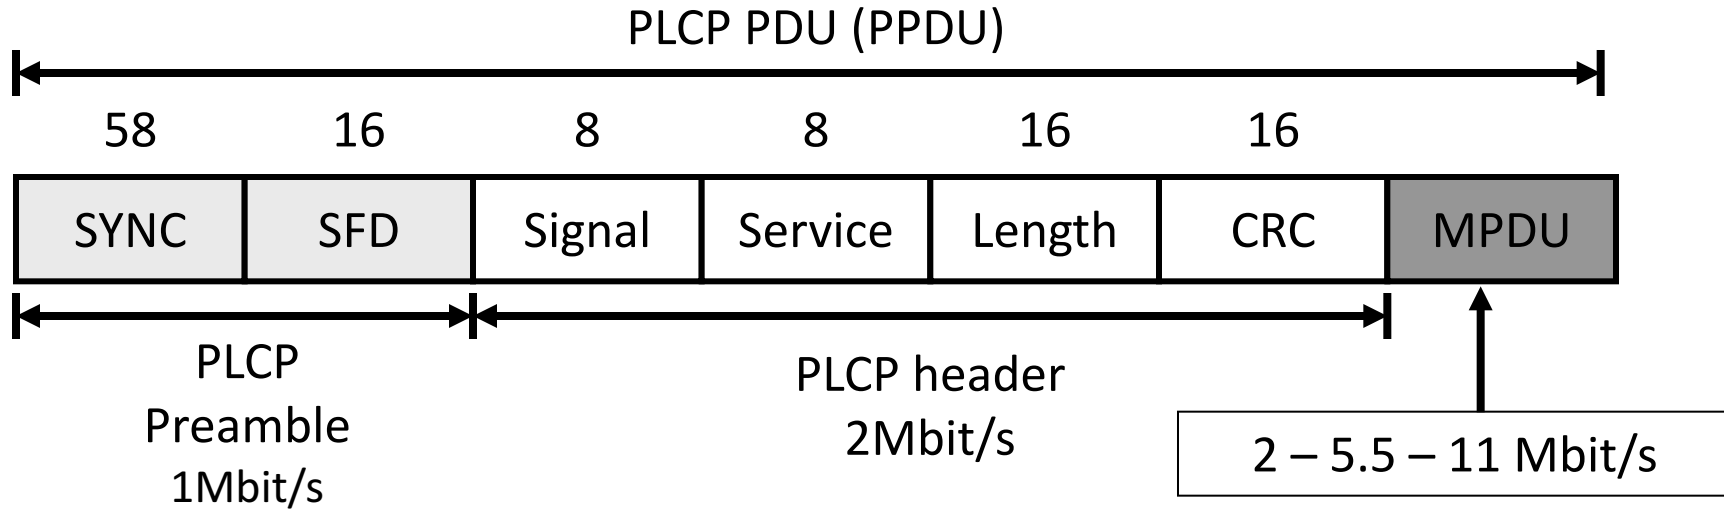 PLCP PDU (PPDU)
58 16 8 8 16 16
SYNC SFD Signal Service Length CRC MPDU
PLCP
Preamble
1Mbit/s
PLCP header
2Mbit/s
2 – 5.5 – 11 Mbit/s